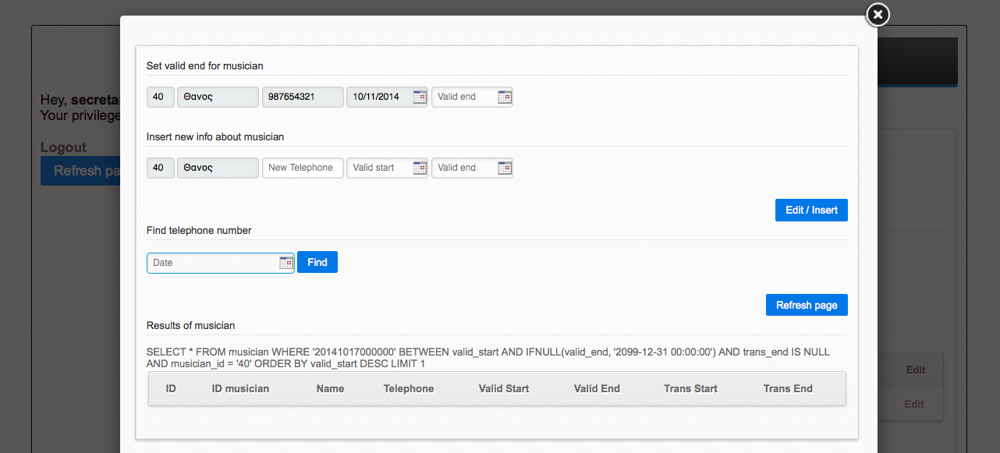 Hey, secreta
Your privilege
Logout
Refresh pa
Set valid end for musician
40 Θανος 987654321 10/11/2014 Valid end
Insert new info about musician
40 Θανος New Telephone Valid start Valid end
Edit / Insert
Find telephone number
Date Find
Refresh page
Results of musician
SELECT * FROM musician WHERE '20141017000000' BETWEEN valid_start AND IFNULL(valid_end, '2099-12-31 00:00:00') AND trans_end IS NULL
AND musician_id = '40' ORDER BY valid_start DESC LIMIT 1
ID ID musician Name Telephone Valid Start Valid End Trans Start Trans End
Edit
Edit